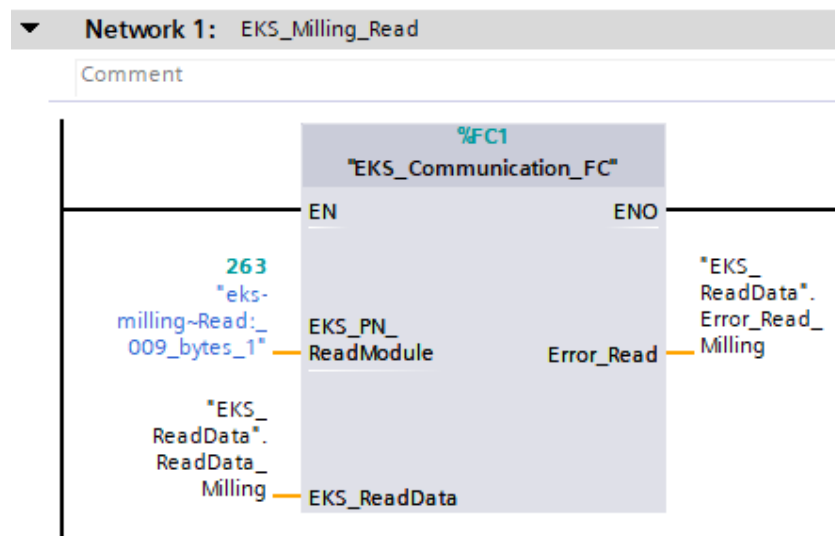 Network 1: EKS_Milling_Read
Comment
%FC1
"EKS_Communication_FC"
EN
ENO
263
"eks-
milling~Read:_
009_bytes_1"
EKS_PN_
ReadModule
Error_Read
"EKS_
ReadData".
Error_Read_
Milling
"EKS_
ReadData".
ReadData_
Milling
EKS_ReadData